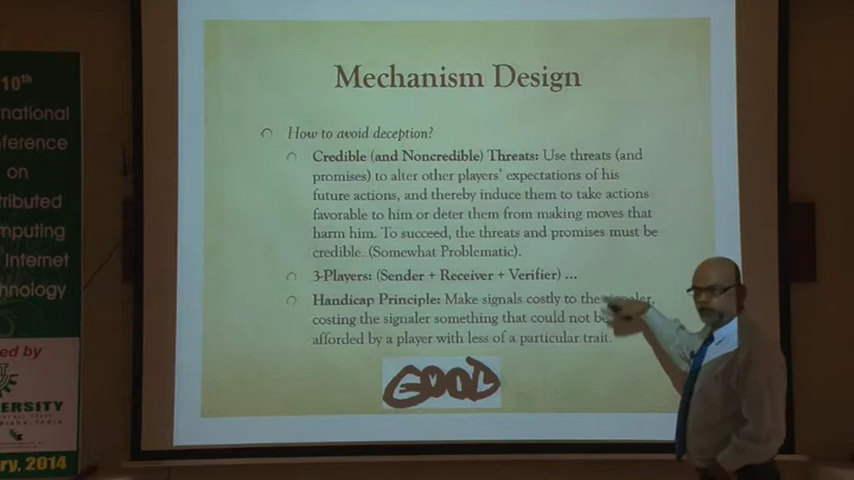 Mechanism Design
How to avoid deception?
Credible (and Noncredible) Threats: Use threats (and
promises) to alter other players' expectations of his
future actions, and thereby induce them to take actions
favorable to him or deter them from making moves that
harm him. To succeed, the threats and promises must be
credible. (Somewhat Problematic).
3-Players: (Sender + Receiver + Verifier) ...
Handicap Principle: Make signals costly to the signaler,
costing the signaler something that could not be
afforded by a player with less of a particular trait.
GOOD
10th
national
ference
on
tributed
mputing
Internet
hnology
ed by
ERSITY
ry, 2014